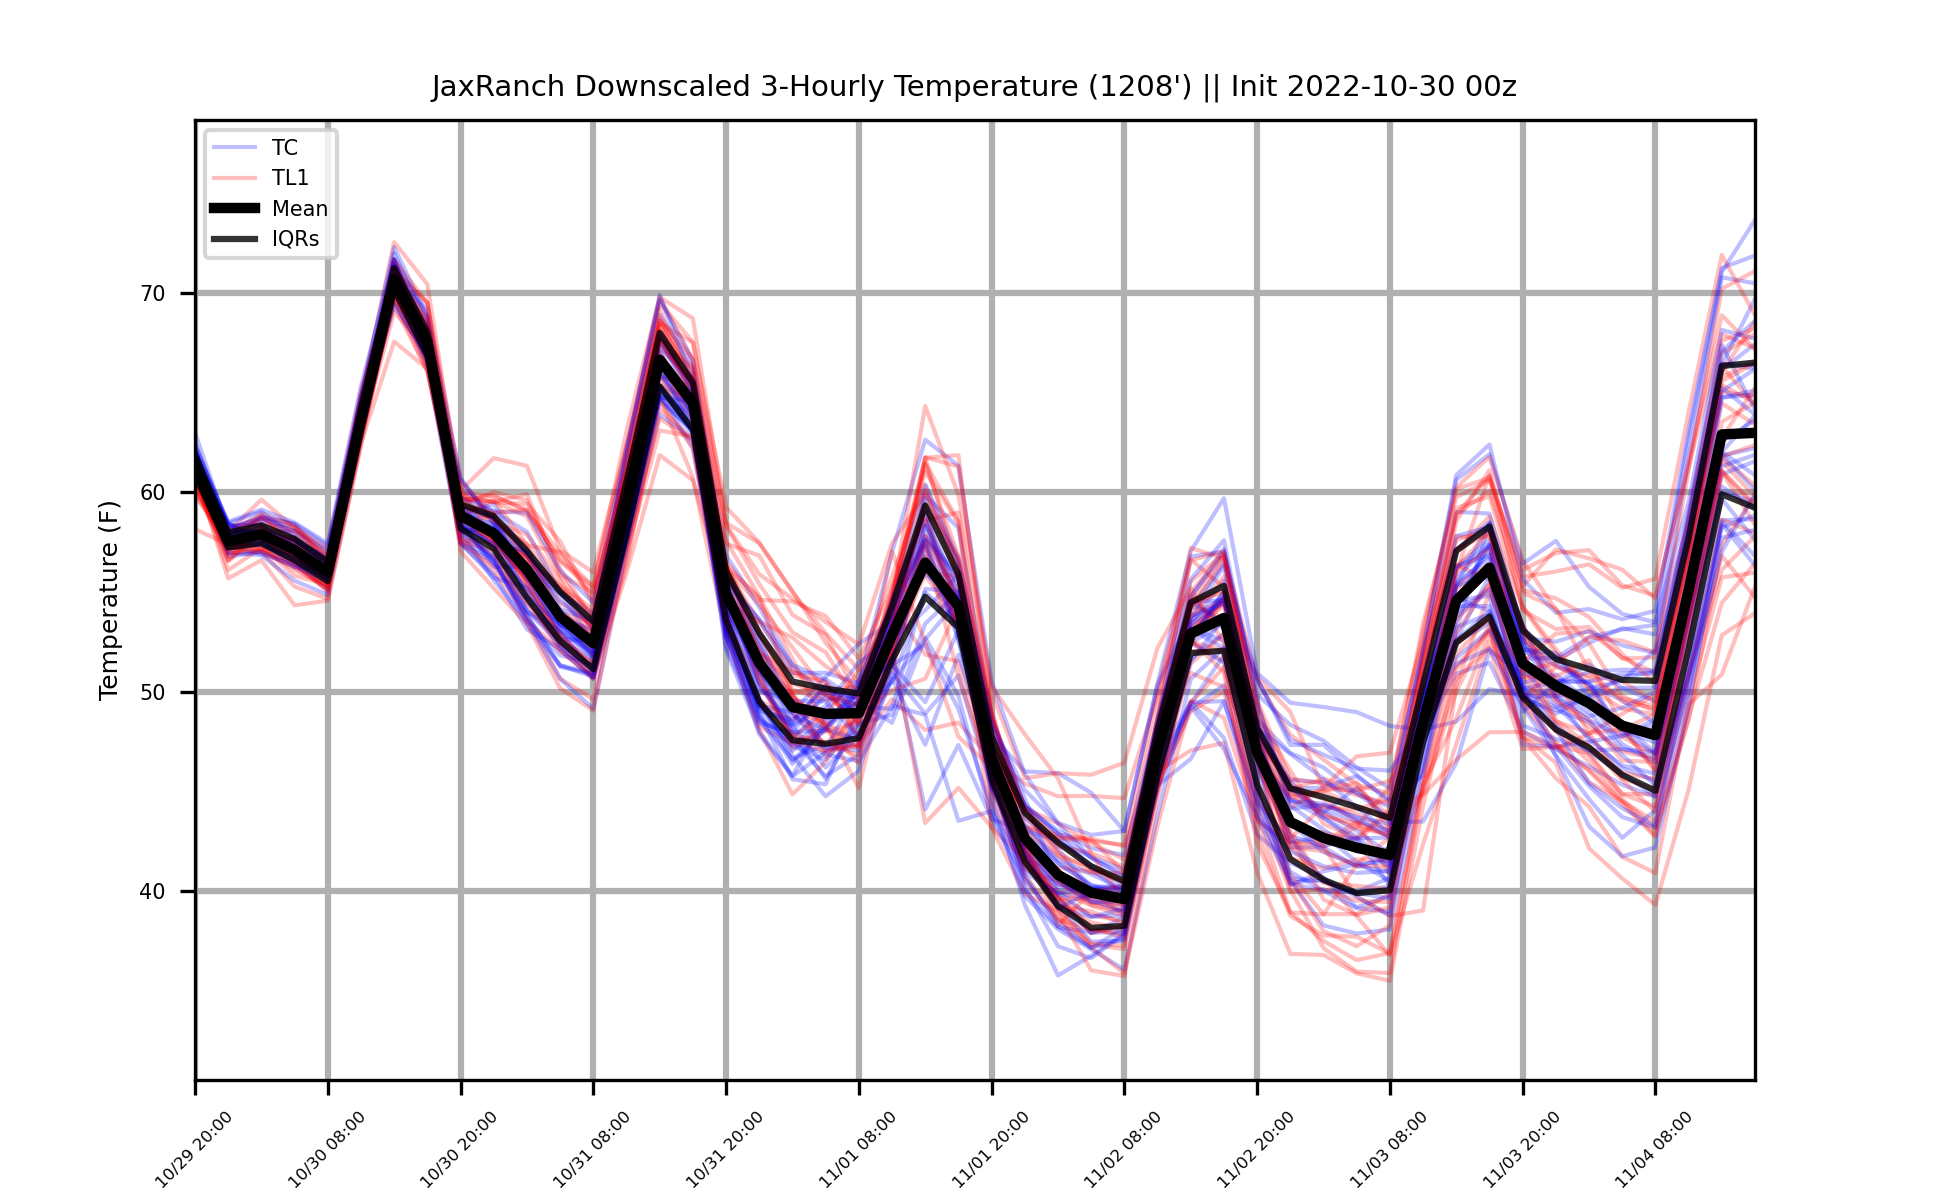 JaxRanch Downscaled 3-Hourly Temperature (1208') || Init 2022-10-30 00z
TC
TL1
Mean
IQRs
Temperature (F)
70
60
50
40
10/29 20:00
10/30 08:00
10/30 20:00
10/31 08:00
10/31 20:00
11/01 08:00
11/01 20:00
11/02 08:00
11/02 20:00
11/03 08:00
11/03 20:00
11/04 08:00